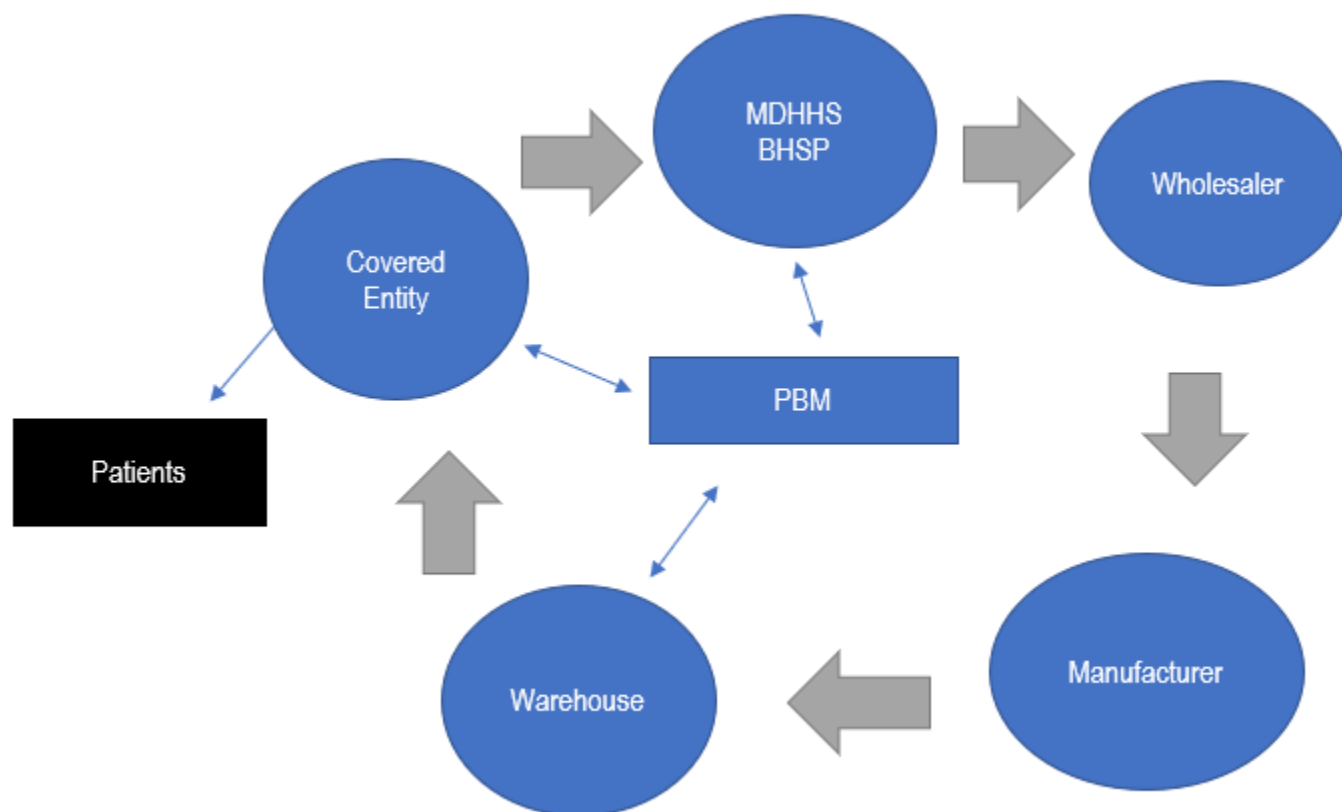 MDHHS
BHSP
Wholesaler
Covered
Entity
PBM
Patients
Manufacturer
Warehouse